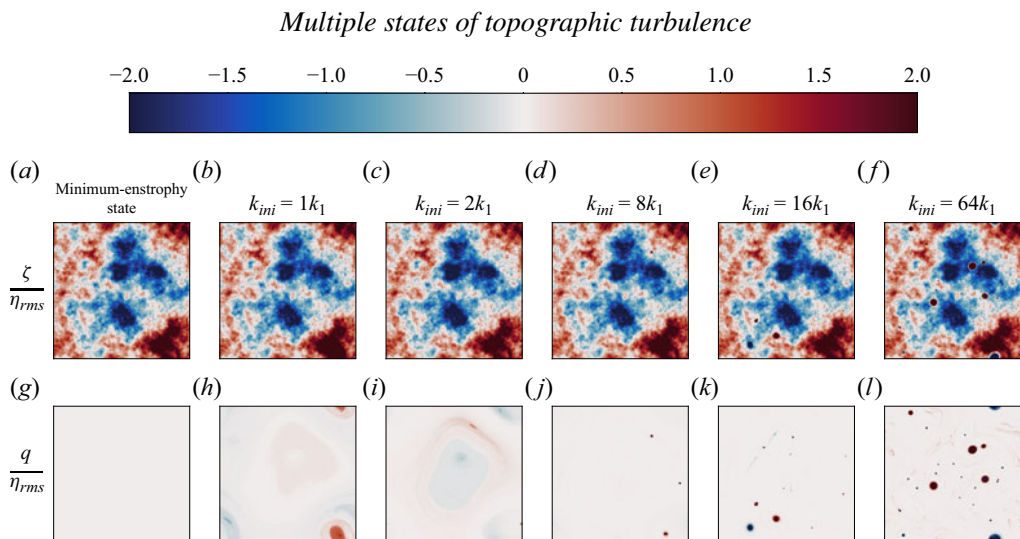 Multiple states of topographic turbulence
−2.0 −1.5 −1.0 −0.5 0 0.5 1.0 1.5 2.0
(a) (b) (c) (d) (e) (f)
Minimum-enstrophy
state
k_ini = 1k_1 k_ini = 2k_1 k_ini = 8k_1 k_ini = 16k_1 k_ini = 64k_1
ζ
η_rms
(g) (h) (i) (j) (k) (l)
q
η_rms